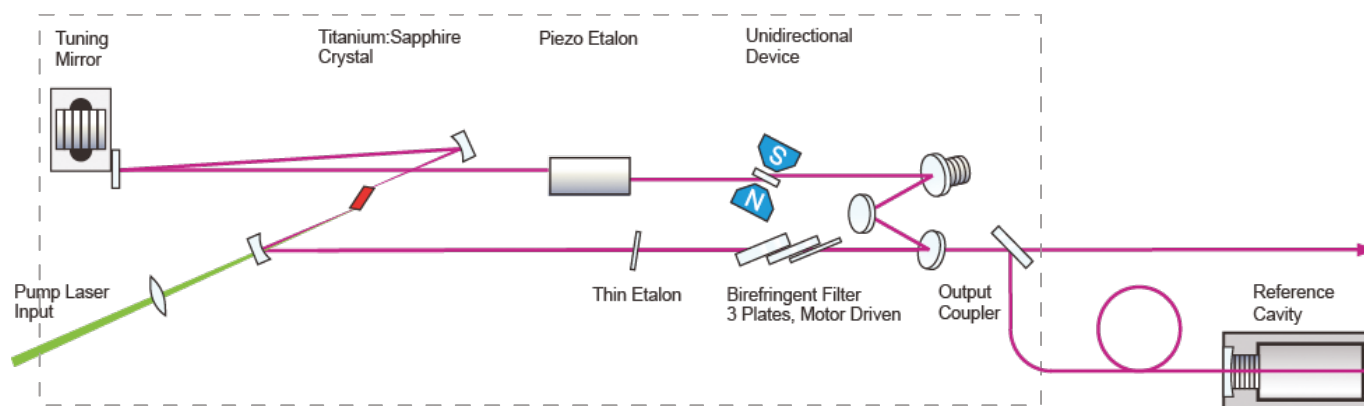 Tuning
Mirror
Titanium:Sapphire
Crystal
Piezo Etalon
Unidirectional
Device
S
N
Pump Laser
Input
Thin Etalon
Birefringent Filter
3 Plates, Motor Driven
Output
Coupler
Reference
Cavity